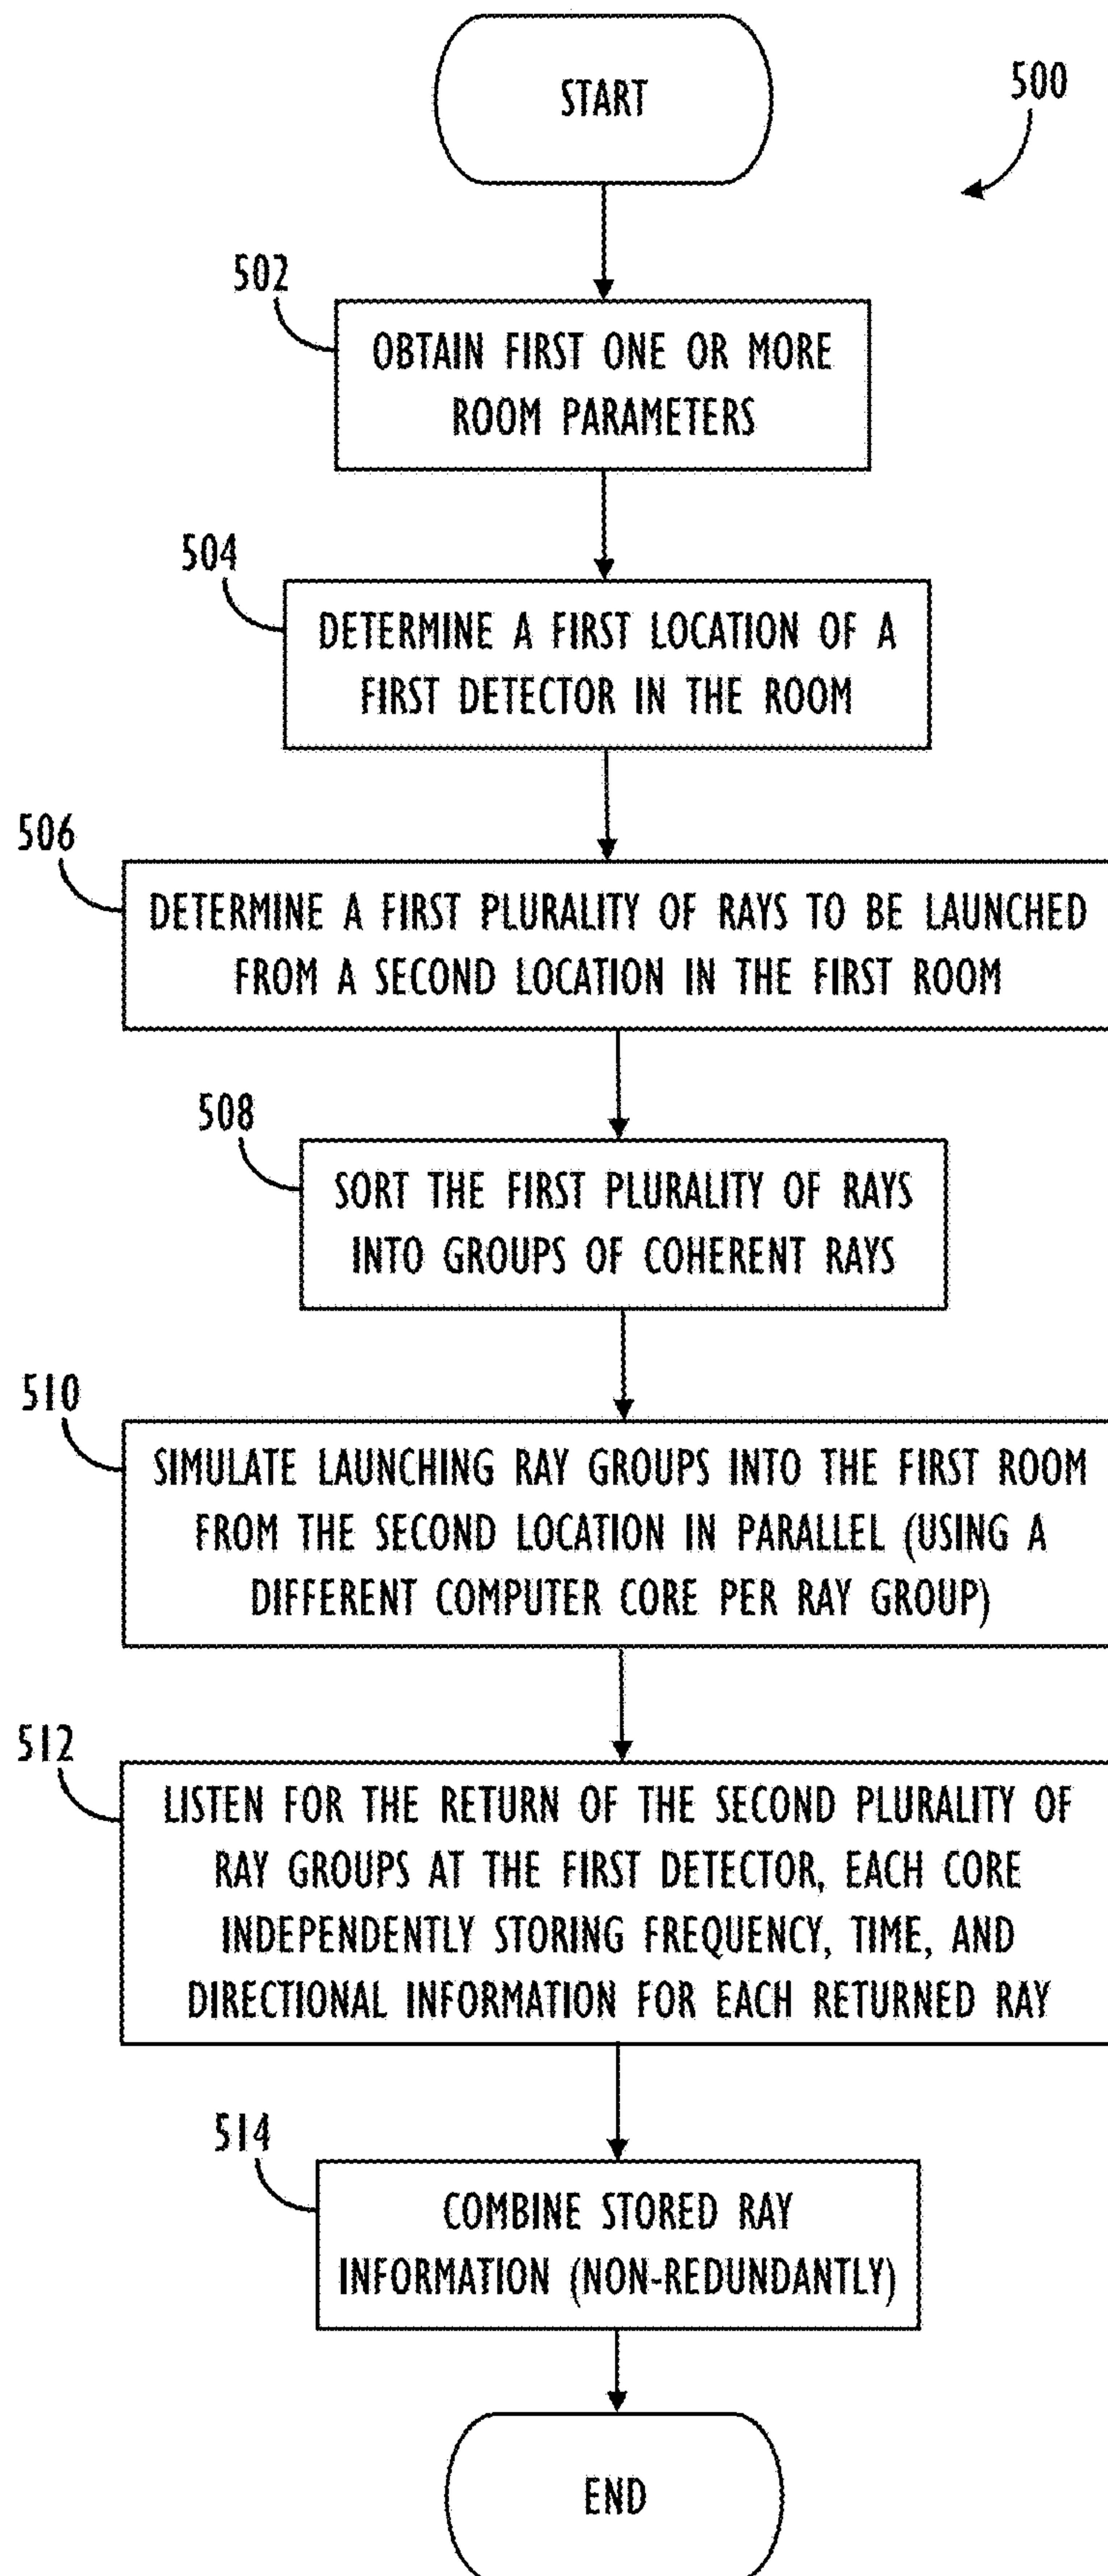 START
500
502
OBTAIN FIRST ONE OR MORE
ROOM PARAMETERS
504
DETERMINE A FIRST LOCATION OF A
FIRST DETECTOR IN THE ROOM
506
DETERMINE A FIRST PLURALITY OF RAYS TO BE LAUNCHED
FROM A SECOND LOCATION IN THE FIRST ROOM
508
SORT THE FIRST PLURALITY OF RAYS
INTO GROUPS OF COHERENT RAYS
510
SIMULATE LAUNCHING RAY GROUPS INTO THE FIRST ROOM
FROM THE SECOND LOCATION IN PARALLEL (USING A
DIFFERENT COMPUTER CORE PER RAY GROUP)
512
LISTEN FOR THE RETURN OF THE SECOND PLURALITY OF
RAY GROUPS AT THE FIRST DETECTOR, EACH CORE
INDEPENDENTLY STORING FREQUENCY, TIME, AND
DIRECTIONAL INFORMATION FOR EACH RETURNED RAY
514
COMBINE STORED RAY
INFORMATION (NON-REDUNDANTLY)
END